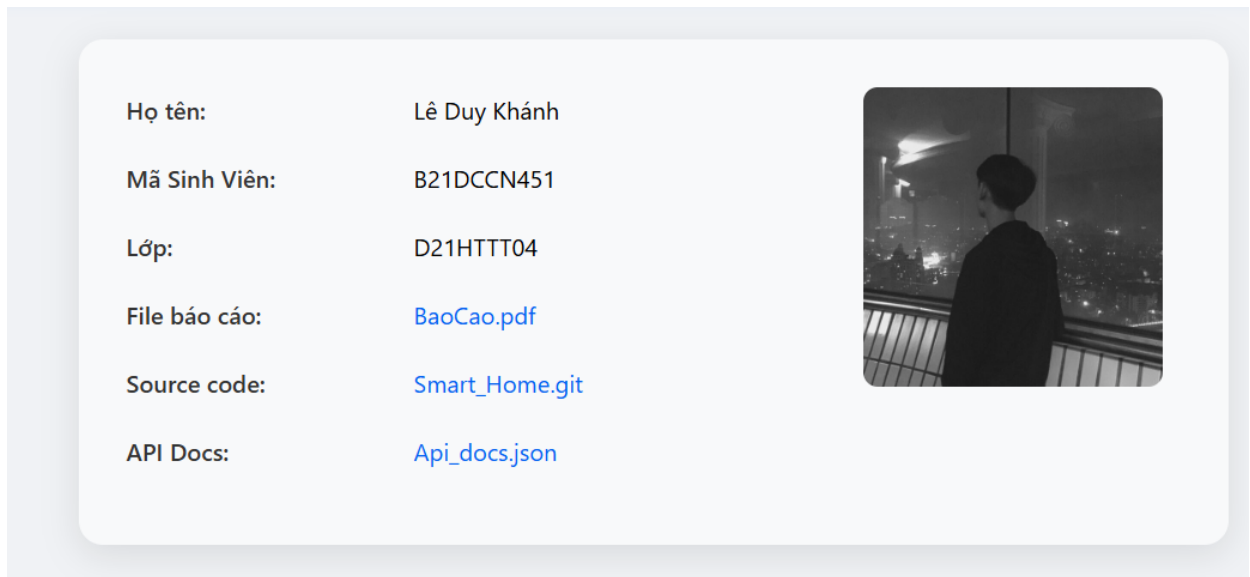 Họ tên: Lê Duy Khánh
Mã Sinh Viên: B21DCCN451
Lớp: D21HTTT04
File báo cáo: BaoCao.pdf
Source code: Smart_Home.git
API Docs: Api_docs.json